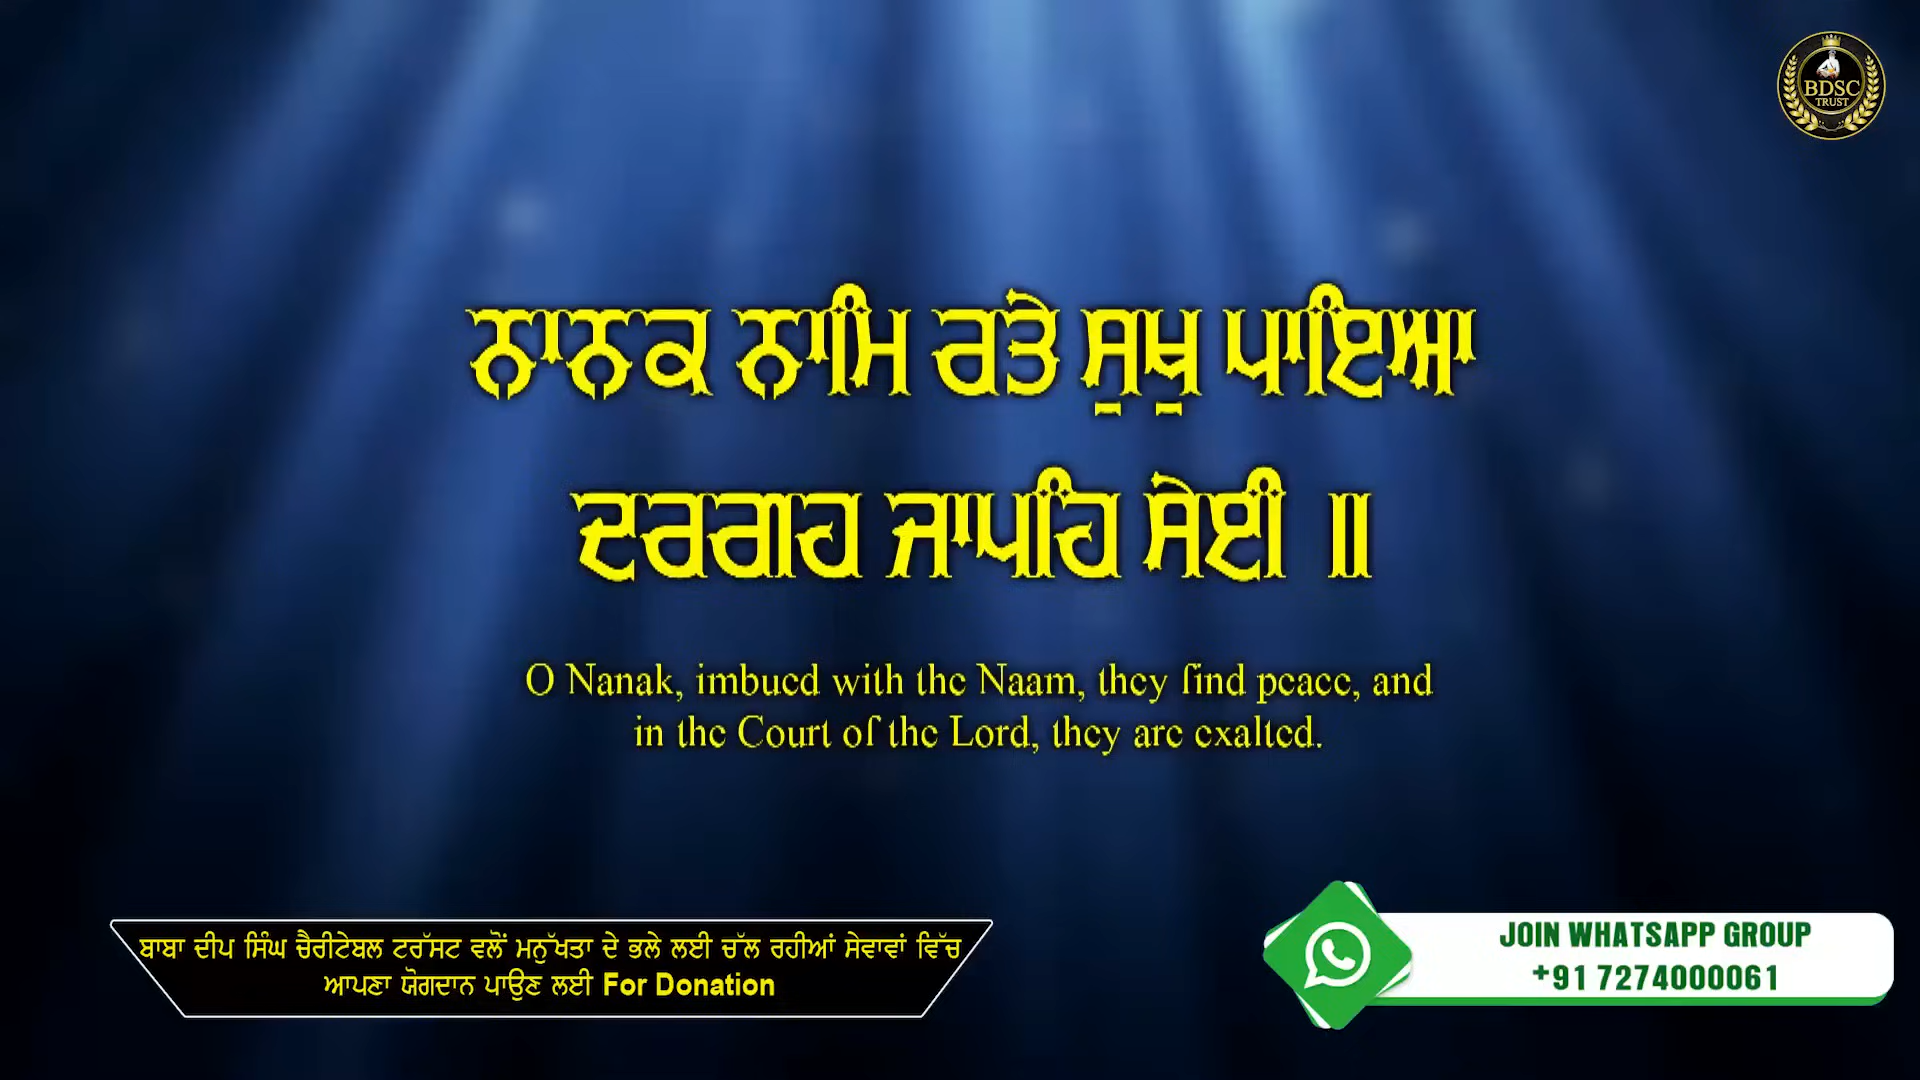 BDSC
TRUST
ਨਾਨਕ ਨਾਮਿ ਰਤੇ ਸੁਖੁ ਪਾਇਆ
ਦਰਗਹ ਜਾਪਹਿ ਸੇਈ ॥
O Nanak, imbued with the Naam, they find peace, and
in the Court of the Lord, they are exalted.
ਬਾਬਾ ਦੀਪ ਸਿੰਘ ਚੈਰੀਟੇਬਲ ਟਰੱਸਟ ਵਲੋਂ ਮਨੁੱਖਤਾ ਦੇ ਭਲੇ ਲਈ ਚੱਲ ਰਹੀਆਂ ਸੇਵਾਵਾਂ ਵਿੱਚ
ਆਪਣਾ ਯੋਗਦਾਨ ਪਾਉਣ ਲਈ For Donation
JOIN WHATSAPP GROUP
+91 7274000061